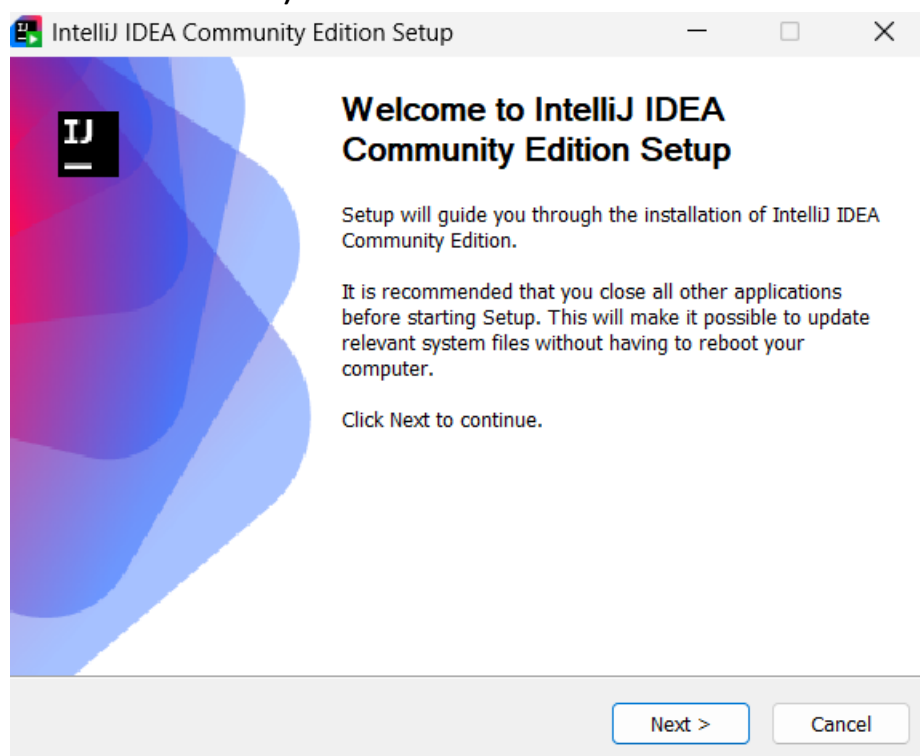 IntelliJ IDEA Community Edition Setup
IJ
Welcome to IntelliJ IDEA
Community Edition Setup
Setup will guide you through the installation of IntelliJ IDEA
Community Edition.
It is recommended that you close all other applications
before starting Setup. This will make it possible to update
relevant system files without having to reboot your
computer.
Click Next to continue.
Next >
Cancel